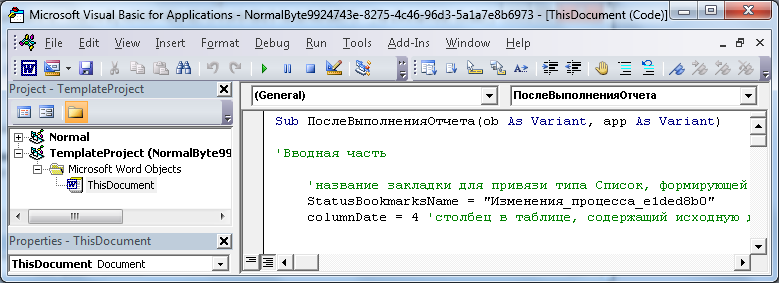 Microsoft Visual Basic for Applications - NormalByte9924743e-8275-4c46-96d3-5a1a7e8b6973 - [ThisDocument (Code)]
File Edit View Insert Format Debug Run Tools Add-Ins Window Help
Project - TemplateProject
Normal
TemplateProject (NormalByte99
Microsoft Word Objects
ThisDocument
Properties - ThisDocument
ThisDocument Document
(General) ПослеВыполненияОтчета
Sub ПослеВыполненияОтчета(ob As Variant, app As Variant)
'Вводная часть
'название закладки для привязи типа Список, формирующей
StatusBookmarksName = "Изменения_процесса_e1ded8b0"
columnDate = 4 'столбец в таблице, содержащий исходную